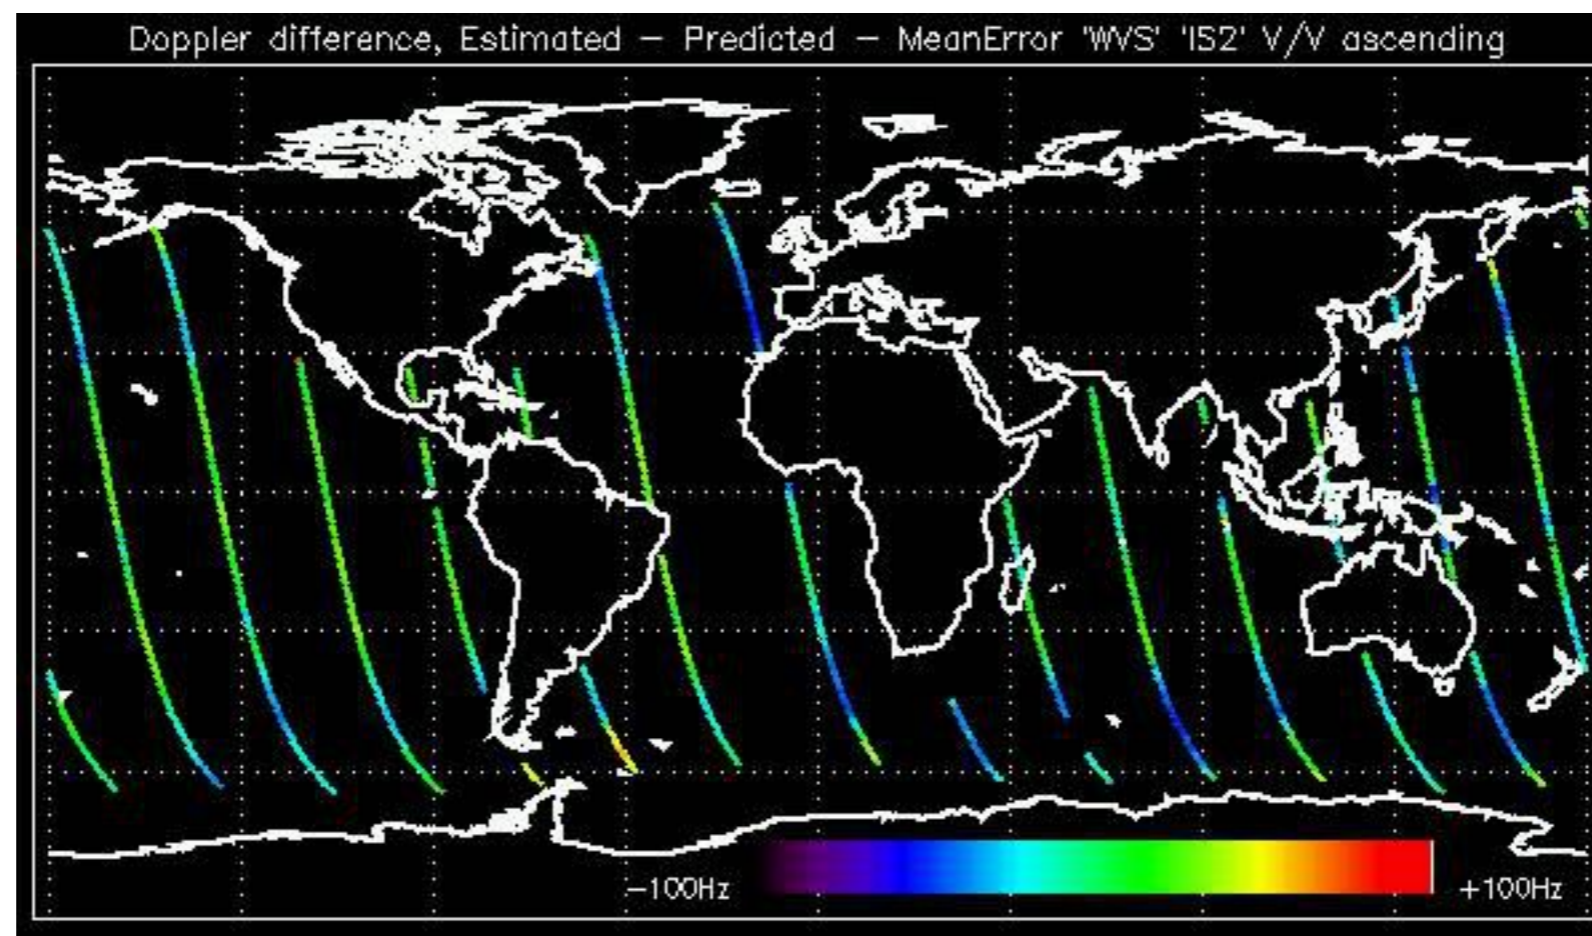 Doppler difference, Estimated – Predicted – MeanError 'WVS' 'IS2' V/V ascending
–100Hz
+100Hz